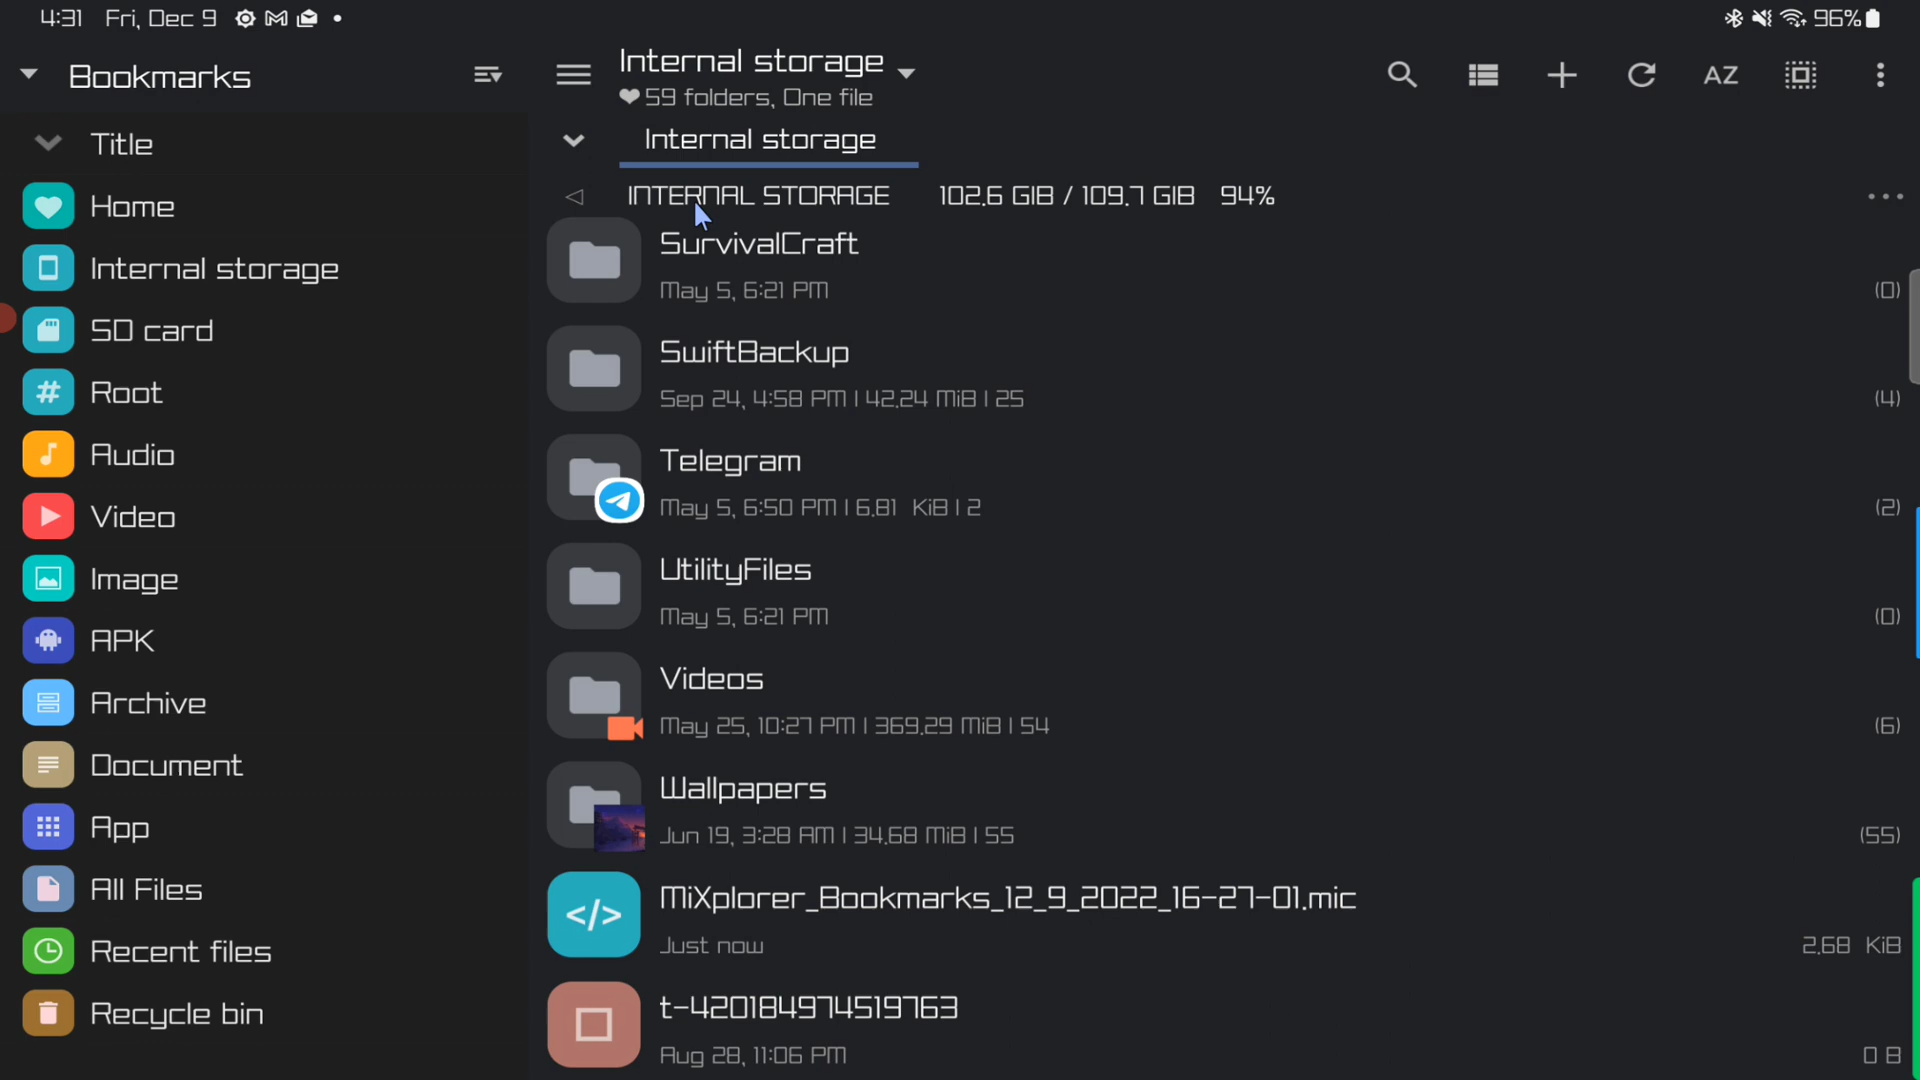 4:31 Fri, Dec 9 96%
Bookmarks
Title
Home
Internal storage
SD card
Root
Audio
Video
Image
APK
Archive
Document
App
All Files
Recent files
Recycle bin
Internal storage
59 folders, One file
AZ
Internal storage
INTERNAL STORAGE 102.6 GIB / 109.7 GIB 94%
SurvivalCraft
May 5, 6:21 PM (0)
SwiftBackup
Sep 24, 4:58 PM | 42.24 MiB | 25 (4)
Telegram
May 5, 6:50 PM | 6.81 KiB | 2 (2)
UtilityFiles
May 5, 6:21 PM (0)
Videos
May 25, 10:27 PM | 369.29 MiB | 54 (6)
Wallpapers
Jun 19, 3:28 AM | 34.68 MiB | 55 (55)
</>
MiXplorer_Bookmarks_12_9_2022_16-27-01.mic
Just now 2.68 KiB
t-4201849745 19763
Aug 28, 11:06 PM 0 B